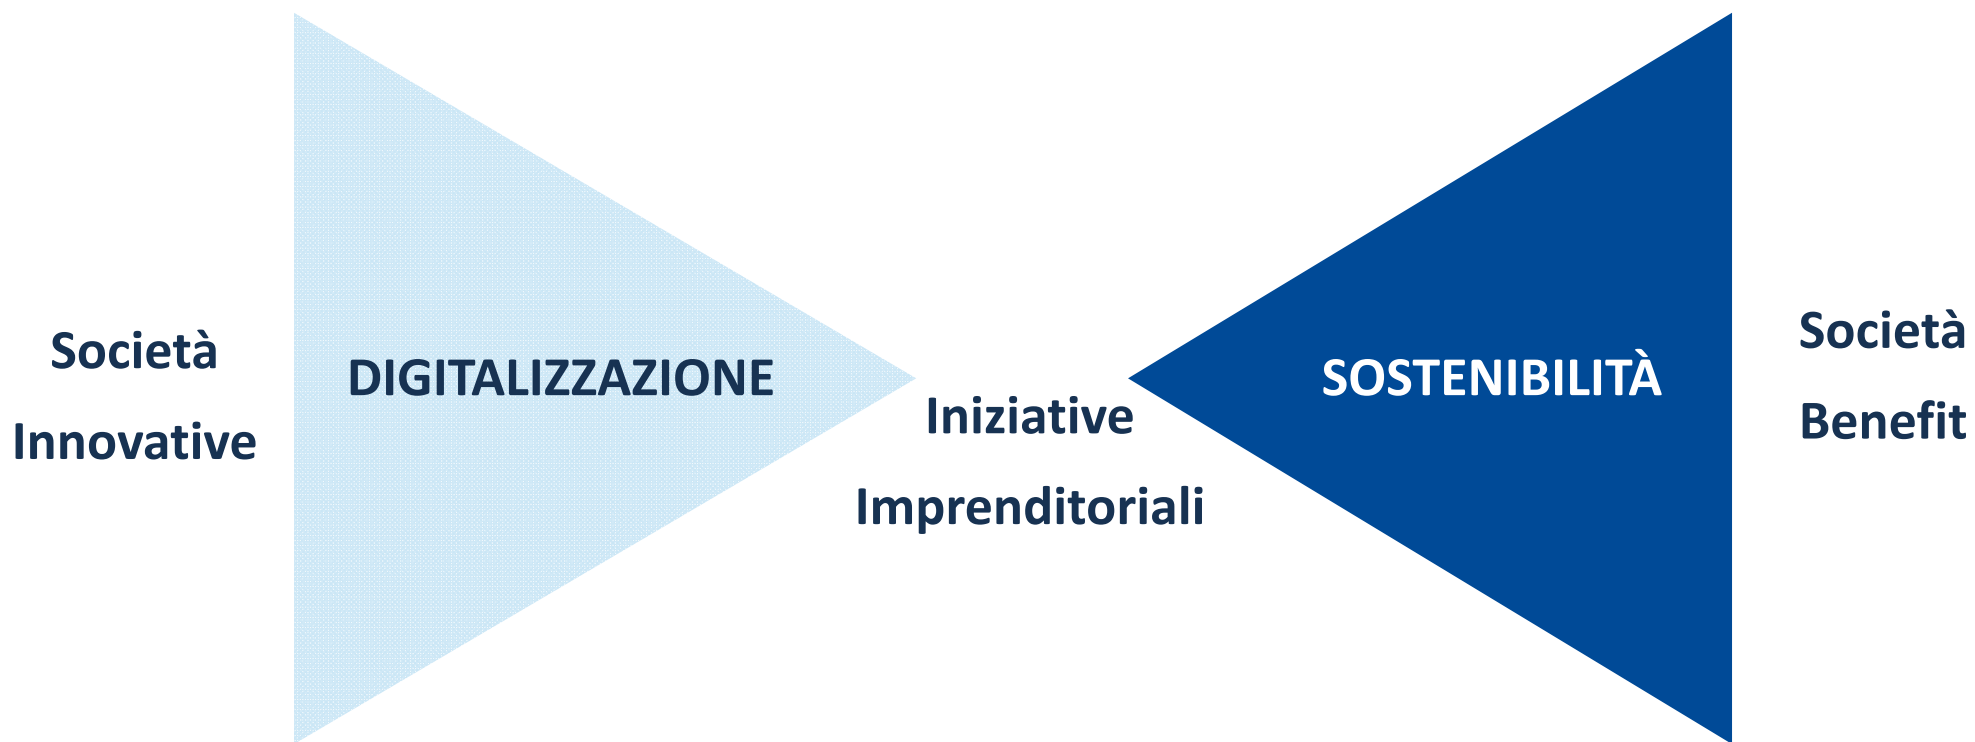 Società
Innovative
DIGITALIZZAZIONE
Iniziative
Imprenditoriali
SOSTENIBILITÀ
Società
Benefit